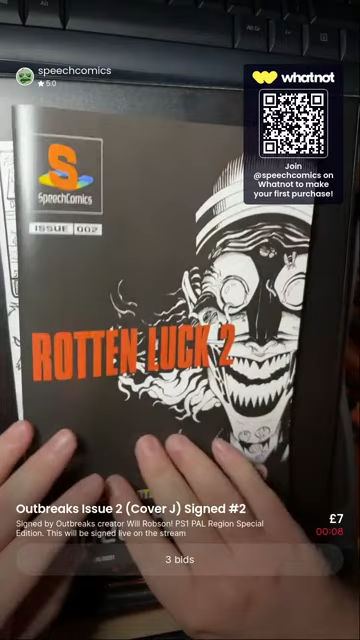 speechcomics
★ 5.0
whatnot
Join
@speechcomics on
Whatnot to make
your first purchase!
S
SpeechComics
ISSUE 002
ROTTEN LUCK 2
Outbreaks Issue 2 (Cover J) Signed #2
£7
Signed by Outbreaks creator Will Robson! PS1 PAL Region Special
Edition. This will be signed live on the stream
00:08
3 bids